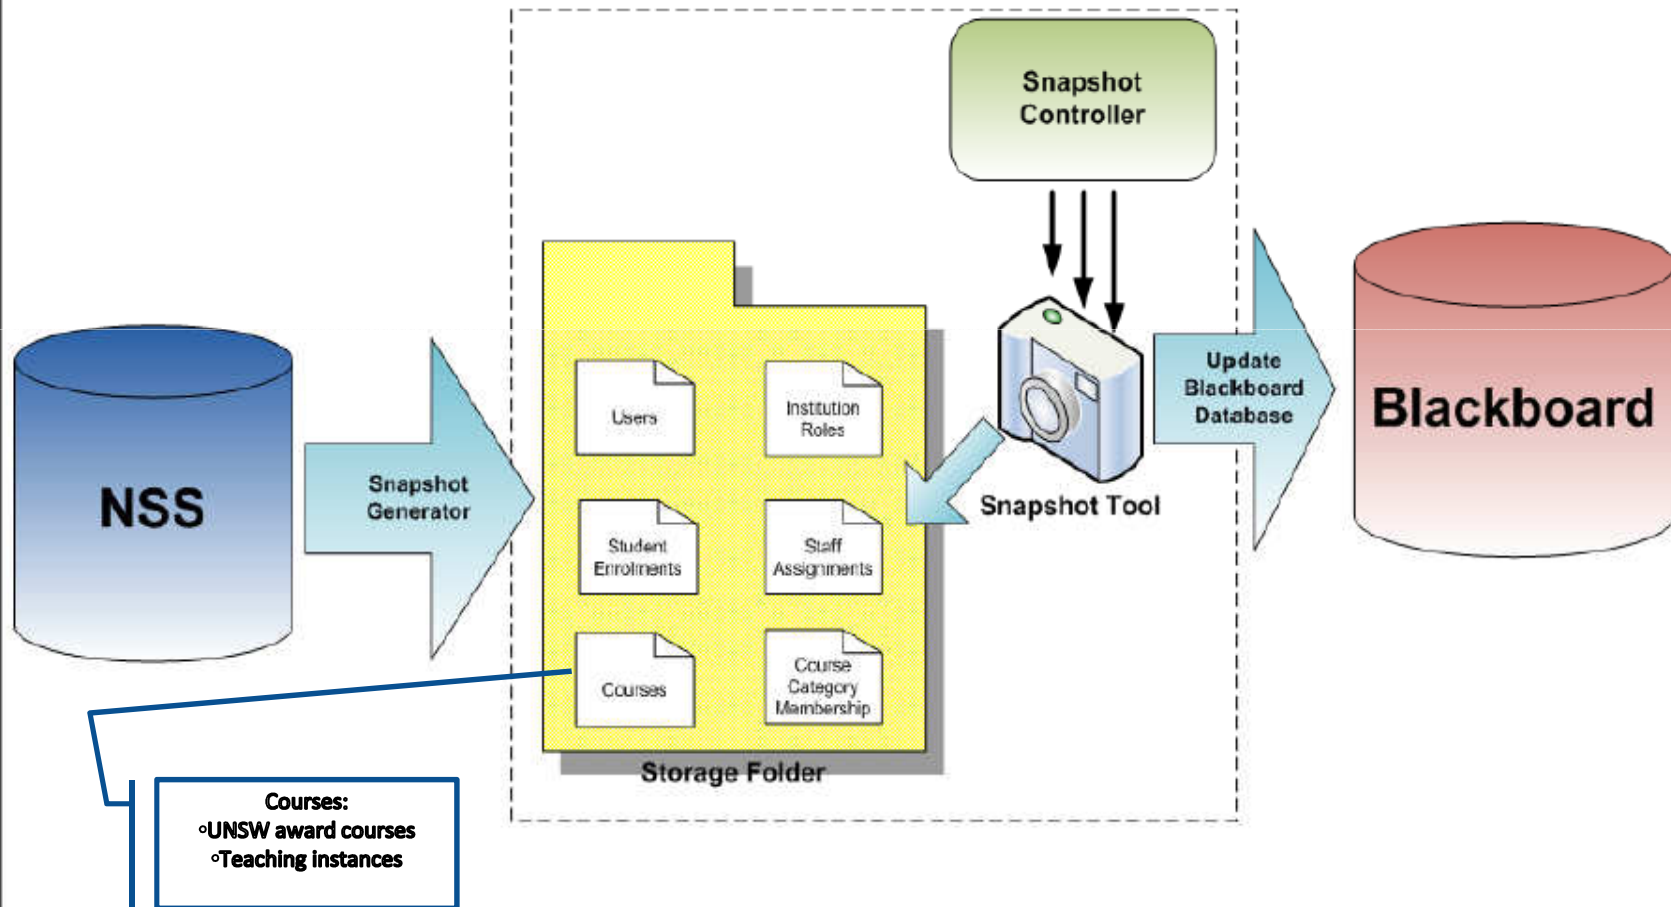 Snapshot
Controller
NSS
Snapshot
Generator
Users
Institution
Roles
Student
Enrolments
Staff
Assignments
Courses
Course
Category
Membership
Storage Folder
Snapshot Tool
Update
Blackboard
Database
Blackboard
Courses:
◦UNSW award courses
◦Teaching instances